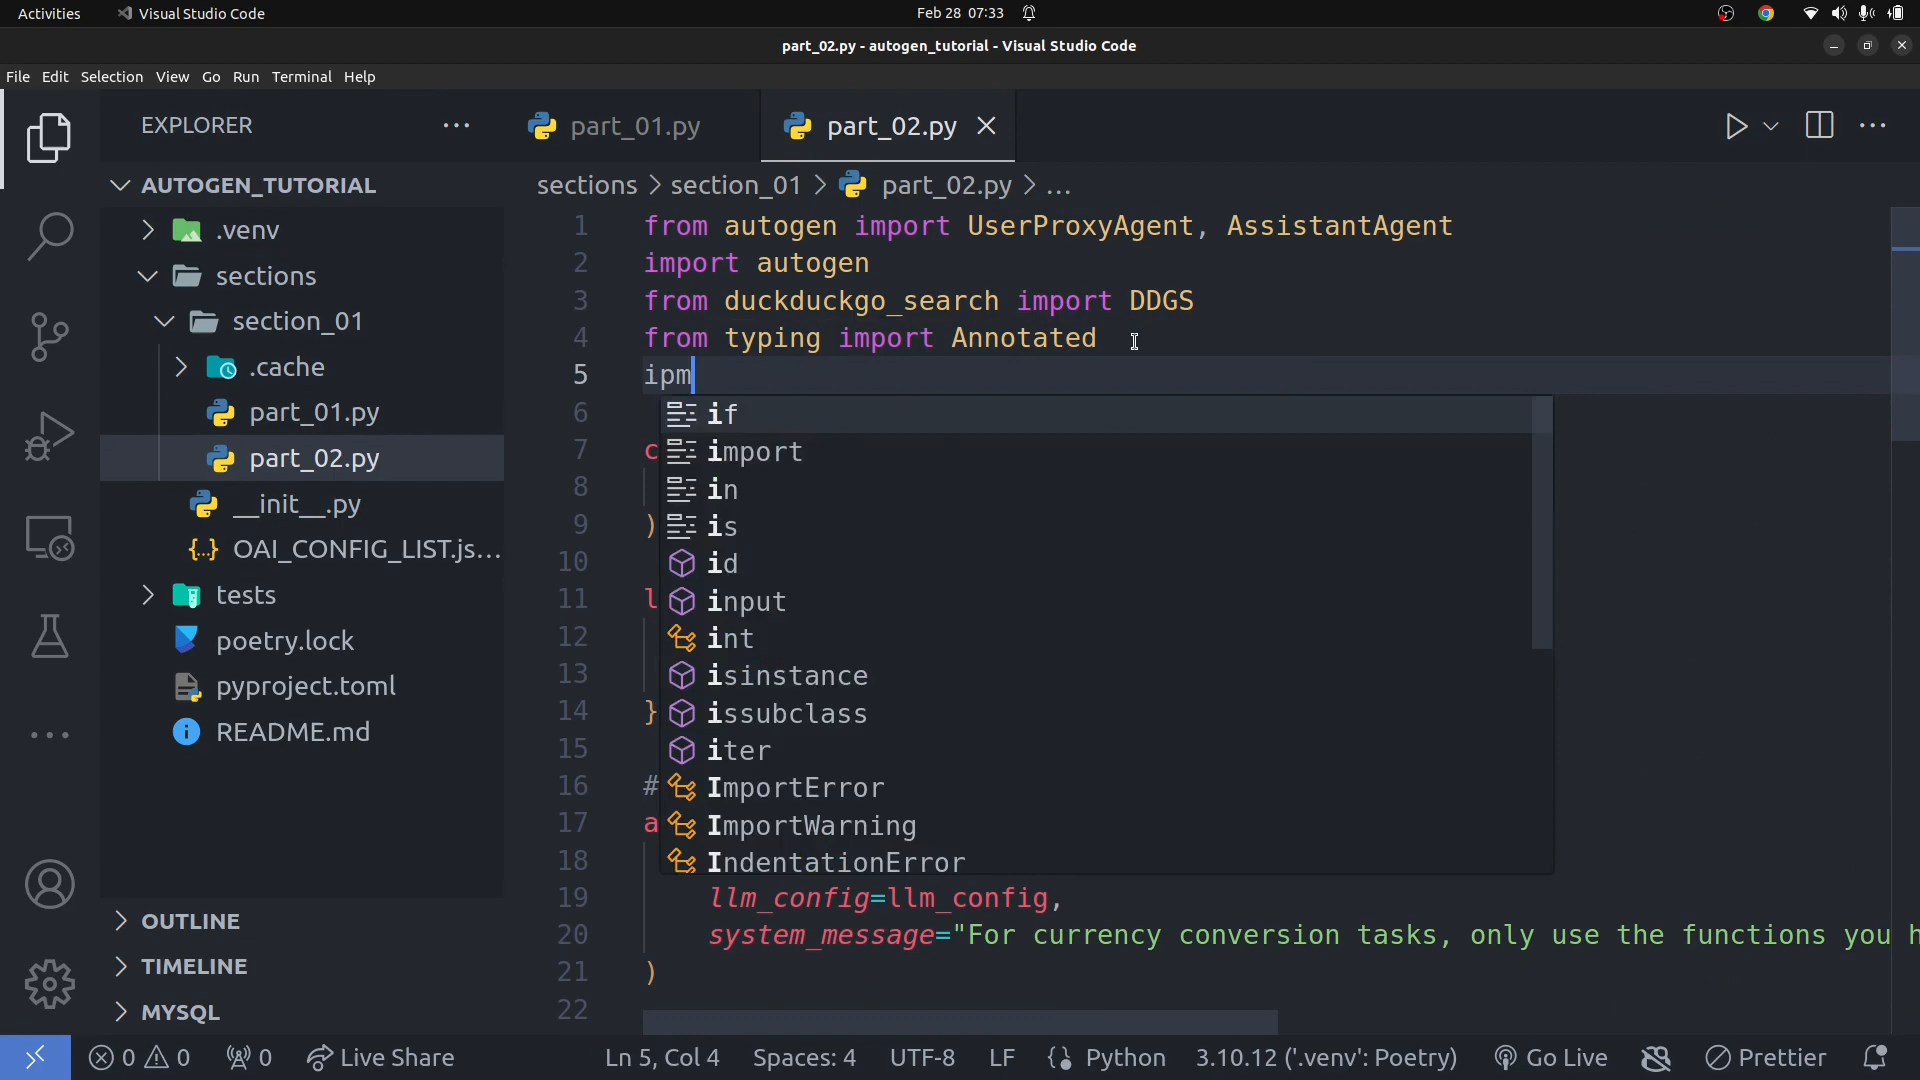 Activities
Visual Studio Code
Feb 28 07:33
part_02.py - autogen_tutorial - Visual Studio Code
File Edit Selection View Go Run Terminal Help
EXPLORER
part_01.py
part_02.py
AUTOGEN_TUTORIAL
.venv
sections
section_01
.cache
part_01.py
part_02.py
__init__.py
OAI_CONFIG_LIST.js...
tests
poetry.lock
pyproject.toml
README.md
OUTLINE
TIMELINE
MYSQL
sections > section_01 > part_02.py > ...
1 from autogen import UserProxyAgent, AssistantAgent
2 import autogen
3 from duckduckgo_search import DDGS
4 from typing import Annotated
5 ipm
6 if
7 c import
8 in
9 ) is
10 id
11 l input
12 int
13 isinstance
14 } issubclass
15 iter
16 # ImportError
17 a ImportWarning
18 IndentationError
19 llm_config=llm_config,
20 system_message="For currency conversion tasks, only use the functions you h
21 )
22
0 0 0 Live Share Ln 5, Col 4 Spaces: 4 UTF-8 LF Python 3.10.12 ('.venv': Poetry) Go Live Prettier